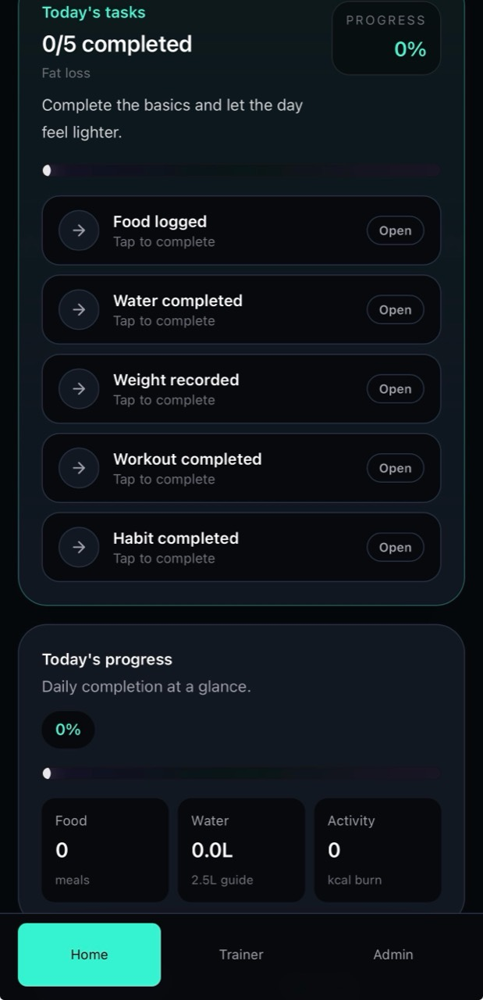 Today's tasks
PROGRESS
0/5 completed
0%
Fat loss
Complete the basics and let the day
feel lighter.
Food logged
Tap to complete
Open
Water completed
Tap to complete
Open
Weight recorded
Tap to complete
Open
Workout completed
Tap to complete
Open
Habit completed
Tap to complete
Open
Today's progress
Daily completion at a glance.
0%
Food
0
meals
Water
0.0L
2.5L guide
Activity
0
kcal burn
Home
Trainer
Admin